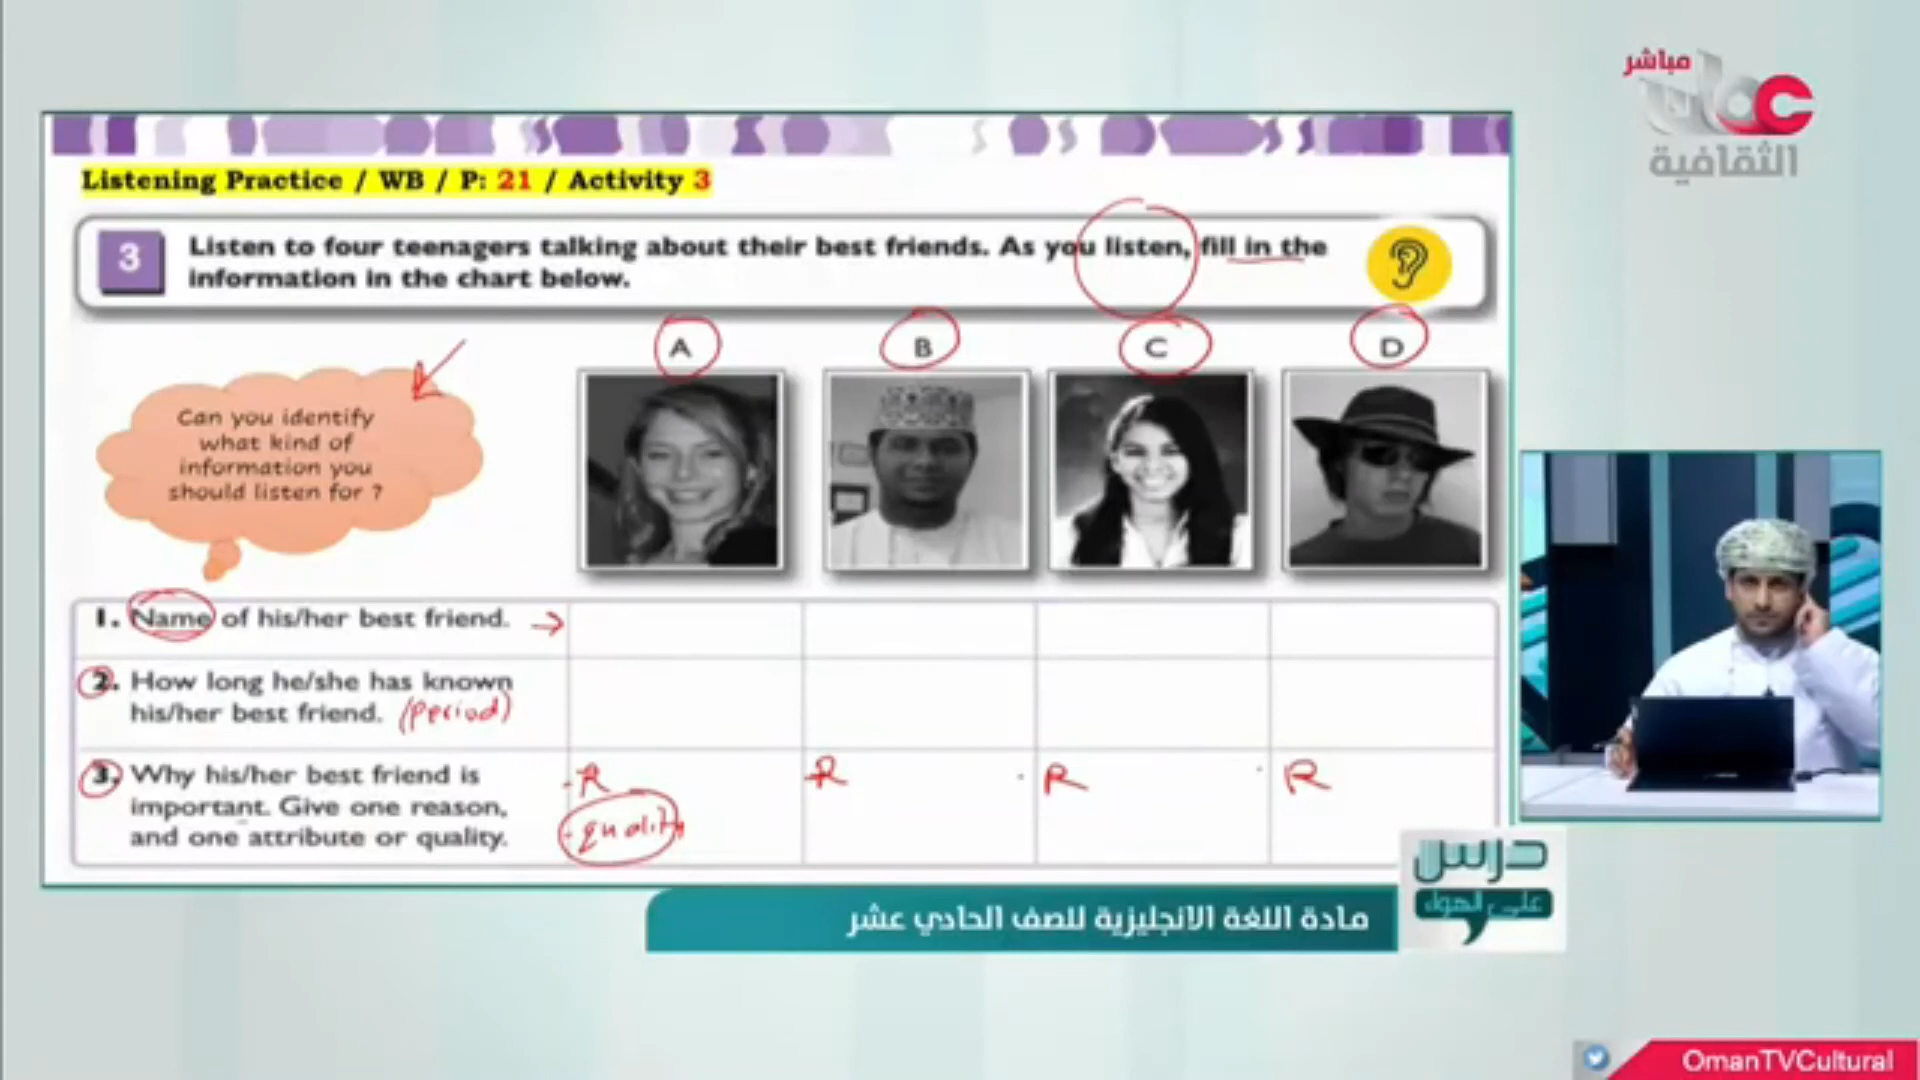 مباشر
الثقافية
Listening Practice / WB / P: 21 / Activity 3
3
Listen to four teenagers talking about their best friends. As you listen, fill in the
information in the chart below.
A B C D
Can you identify
what kind of
information you
should listen for ?
1. Name of his/her best friend.
2. How long he/she has known
his/her best friend. (period)
3. Why his/her best friend is
important. Give one reason,
and one attribute or quality.
R R R R
quality
درس
على الهواء
مادة اللغة الانجليزية للصف الحادي عشر
OmanTVCultural